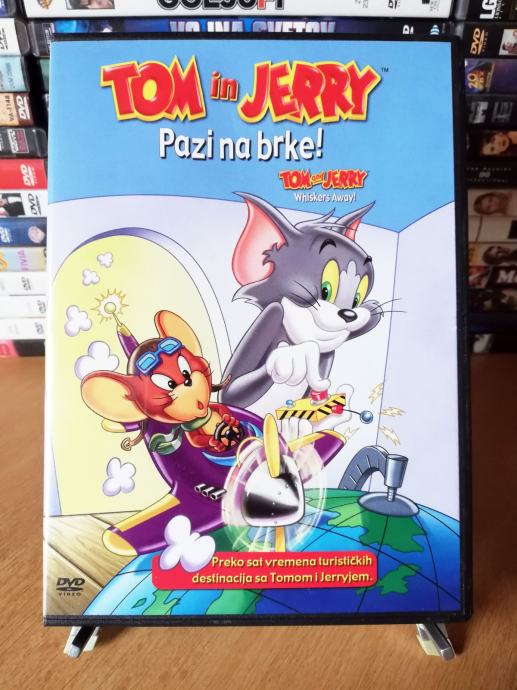 TOM in JERRY™
Pazi na brke!
TOM and JERRY
Whiskers Away!
Preko sat vremena turističkih
destinacija sa Tomom i Jerryjem.
DVD
VIDEO